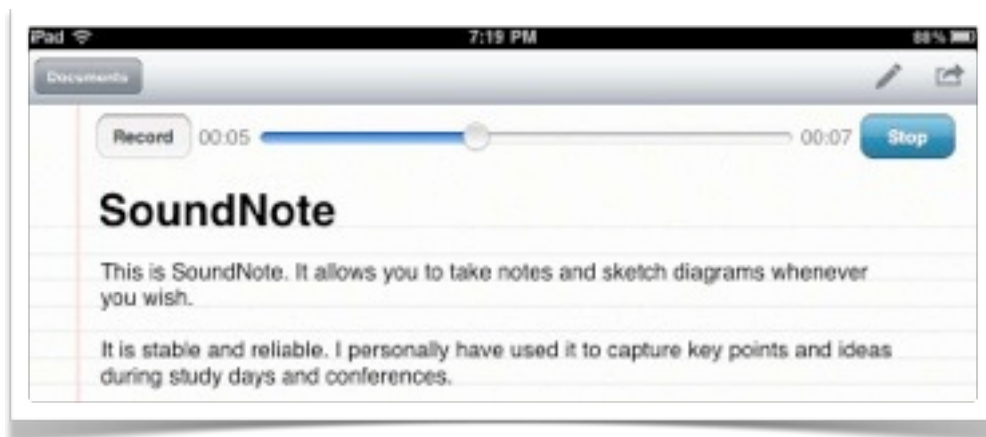 iPad 7:19 PM 88%
Documents
Record 00:05 00:07 Stop
SoundNote
This is SoundNote. It allows you to take notes and sketch diagrams whenever
you wish.
It is stable and reliable. I personally have used it to capture key points and ideas
during study days and conferences.